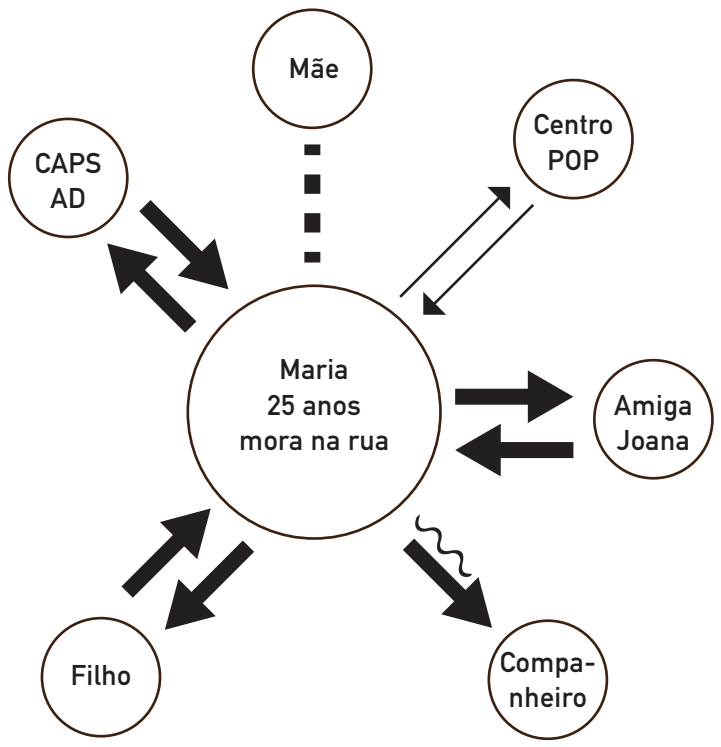 Mãe
Centro
POP
CAPS
AD
Maria
25 anos
mora na rua
Amiga
Joana
Filho
Compa-
nheiro